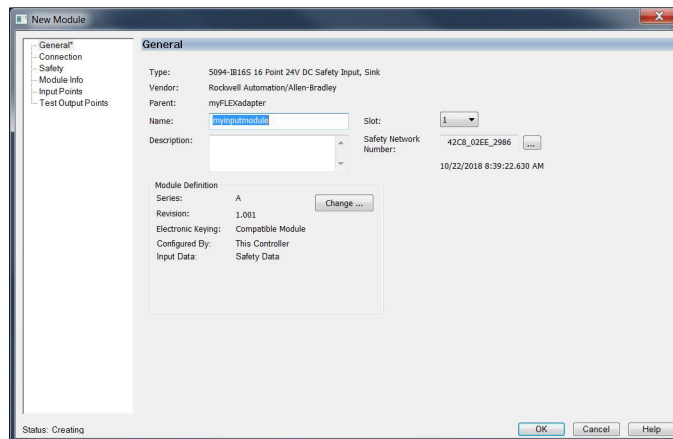 New Module
General*
Connection
Safety
Module Info
Input Points
Test Output Points
General
Type: 5094-IB16S 16 Point 24V DC Safety Input, Sink
Vendor: Rockwell Automation/Allen-Bradley
Parent: myFLEXadapter
Name: myinputmodule Slot: 1
Description: Safety Network Number: 42C8_02EE_2986 ...
10/22/2018 8:39:22.630 AM
Module Definition
Series: A Change ...
Revision: 1.001
Electronic Keying: Compatible Module
Configured By: This Controller
Input Data: Safety Data
Status: Creating OK Cancel Help